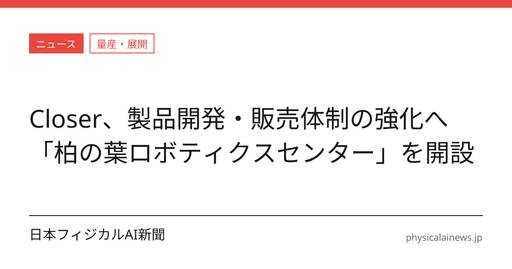 ニュース
量産・展開
Closer、製品開発・販売体制の強化へ
「柏の葉ロボティクスセンター」を開設
日本フィジカルAI新聞
physicalainews.jp